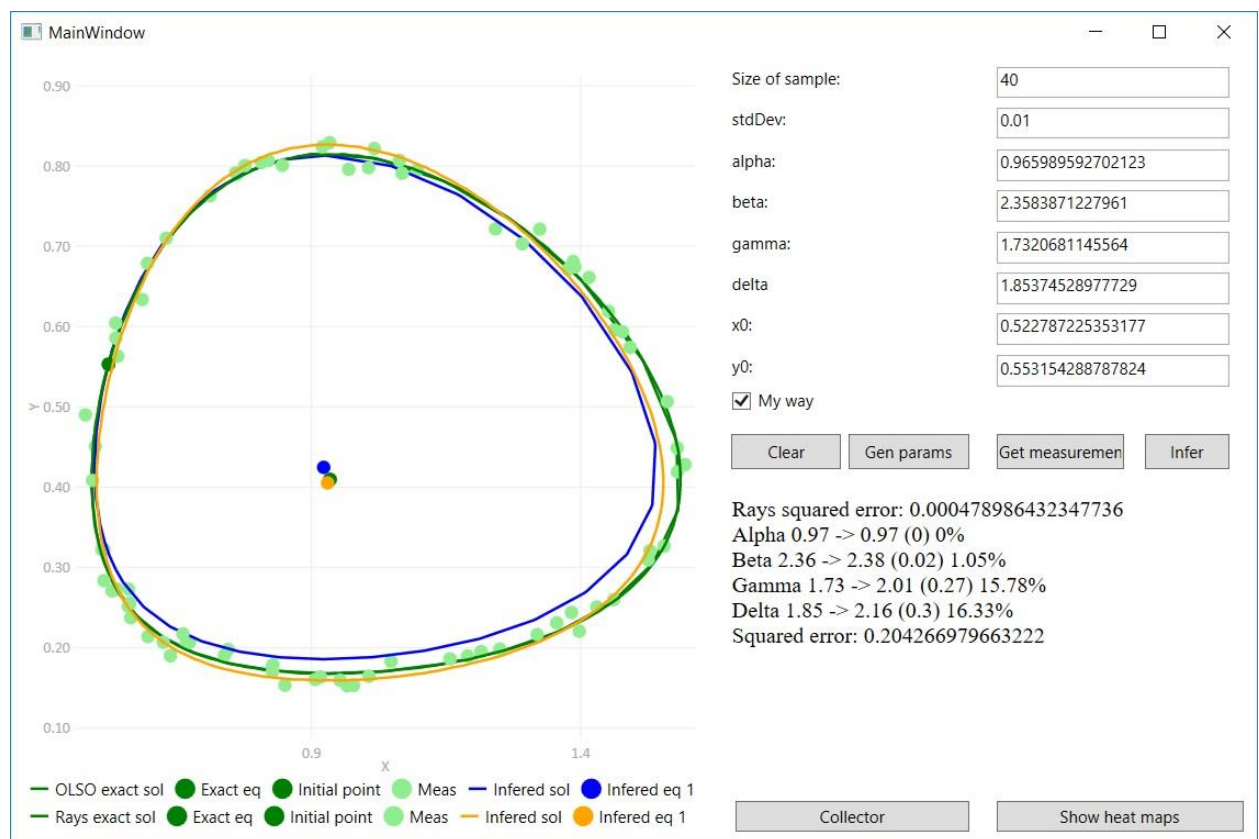 MainWindow
0.90
0.80
0.70
0.60
0.50
0.40
0.30
0.20
0.10
Y
0.9
1.4
X
OLSO exact sol Exact eq Initial point Meas Infered sol Infered eq 1
Rays exact sol Exact eq Initial point Meas Infered sol Infered eq 1
Size of sample: 40
stdDev: 0.01
alpha: 0.965989592702123
beta: 2.3583871227961
gamma: 1.7320681145564
delta 1.85374528977729
x0: 0.522787225353177
y0: 0.553154288787824
My way
Clear Gen params Get measuremen Infer
Rays squared error: 0.000478986432347736
Alpha 0.97 -> 0.97 (0) 0%
Beta 2.36 -> 2.38 (0.02) 1.05%
Gamma 1.73 -> 2.01 (0.27) 15.78%
Delta 1.85 -> 2.16 (0.3) 16.33%
Squared error: 0.204266979663222
Collector Show heat maps